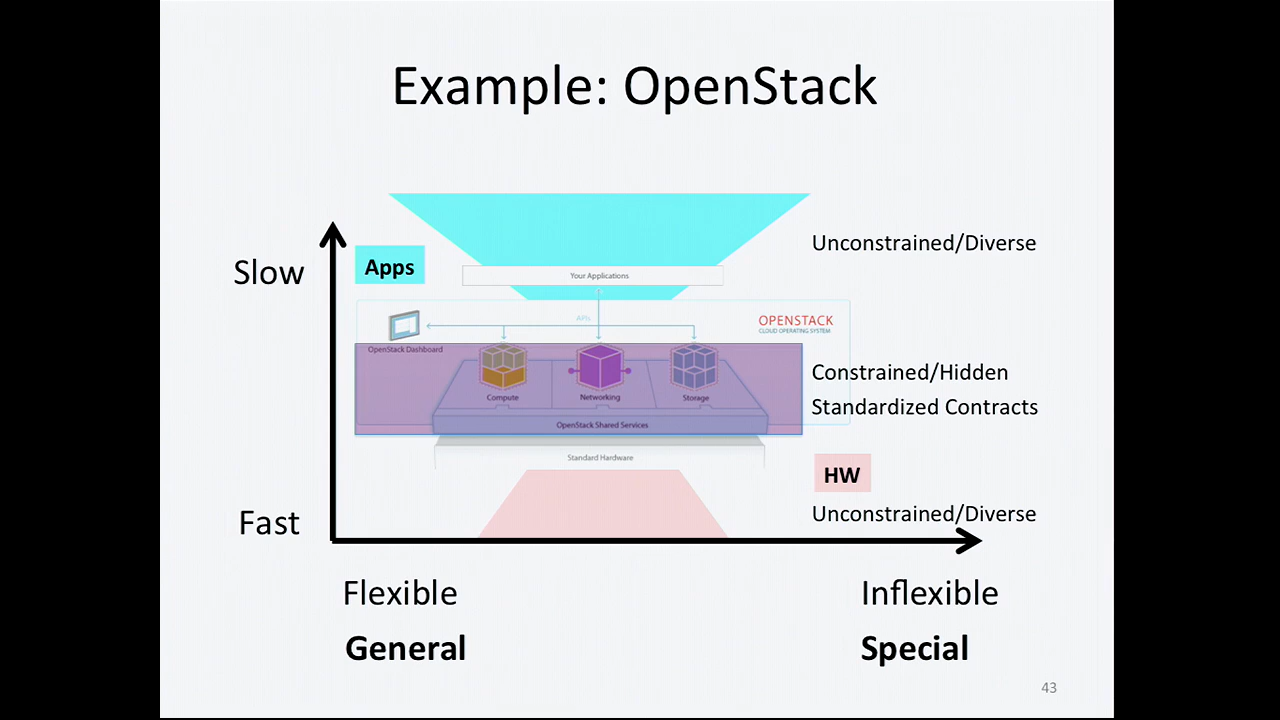 Example: OpenStack
Unconstrained/Diverse
Slow
Apps
Your Applications
APIs
OPENSTACK
CLOUD OPERATING SYSTEM
OpenStack Dashboard
Constrained/Hidden
Compute
Networking
Storage
Standardized Contracts
OpenStack Shared Services
Standard Hardware
HW
Fast
Unconstrained/Diverse
Flexible
Inflexible
General
Special
43